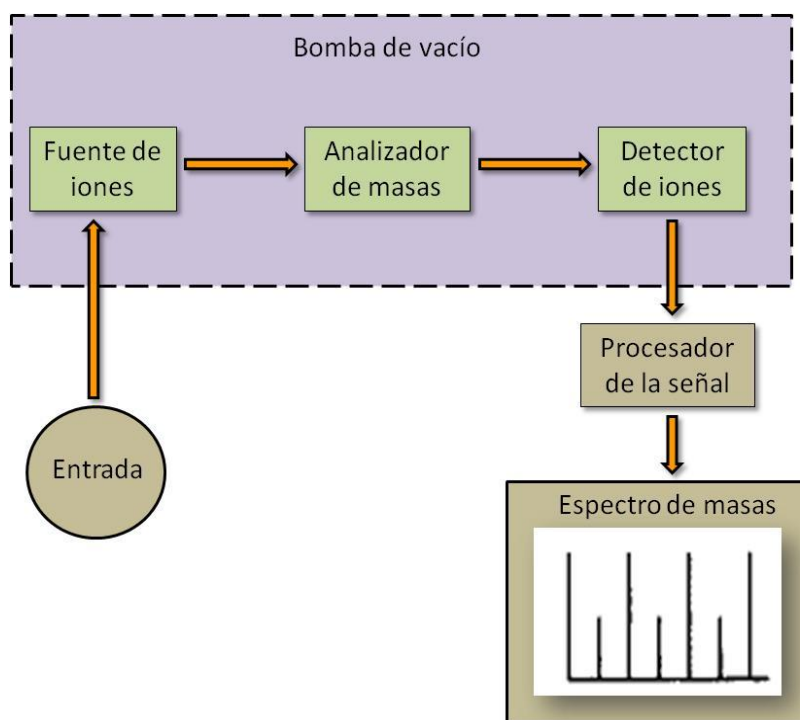 Bomba de vacío
Fuente de
iones
Analizador
de masas
Detector
de iones
Procesador
de la señal
Entrada
Espectro de masas